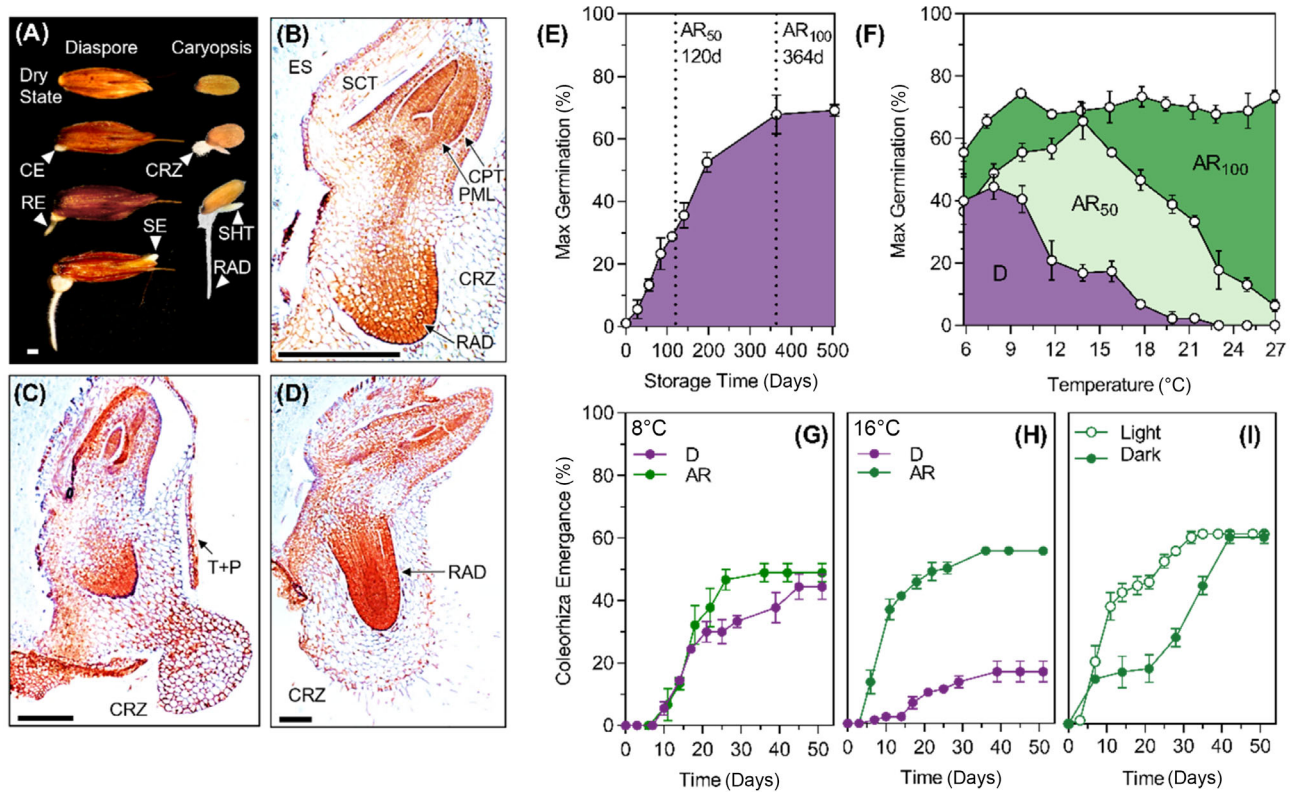 (A)
Diaspore Caryopsis
Dry
State
CE
CRZ
RE
SE
SHT
RAD
(B)
ES
SCT
CPT
PML
CRZ
RAD
(C)
T+P
CRZ
(D)
RAD
CRZ
(E)
Max Germination (%)
100
80
60
40
20
0
AR50
120d
AR100
364d
0 100 200 300 400 500
Storage Time (Days)
(F)
Max Germination (%)
100
80
60
40
20
0
AR100
AR50
D
6 9 12 15 18 21 24 27
Temperature (°C)
Coleorhiza Emergance (%)
100
80
60
40
20
0
8°C
(G)
D
AR
0 10 20 30 40 50
Time (Days)
16°C
(H)
D
AR
0 10 20 30 40 50
Time (Days)
(I)
Light
Dark
0 10 20 30 40 50
Time (Days)